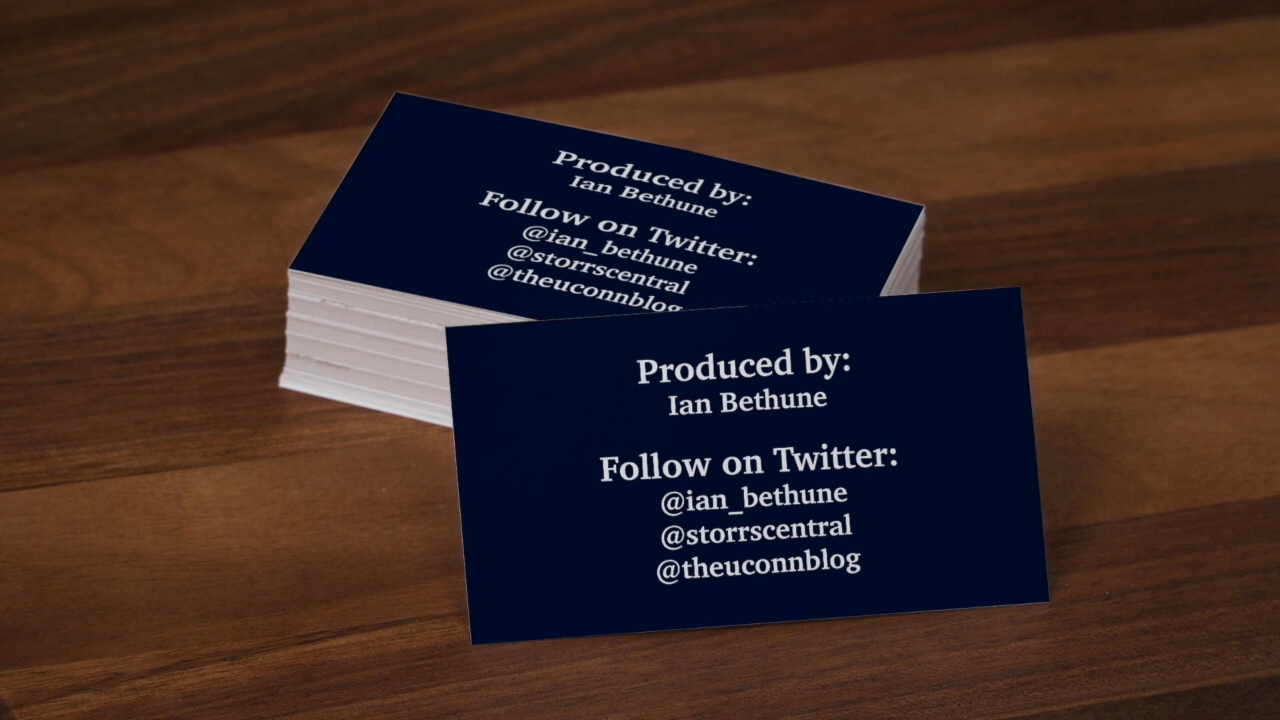 Produced by:
Ian Bethune
Follow on Twitter:
@ian_bethune
@storrscentral
@theuconnblog
Produced by:
Ian Bethune
Follow on Twitter:
@ian_bethune
@storrscentral
@theuconnblog